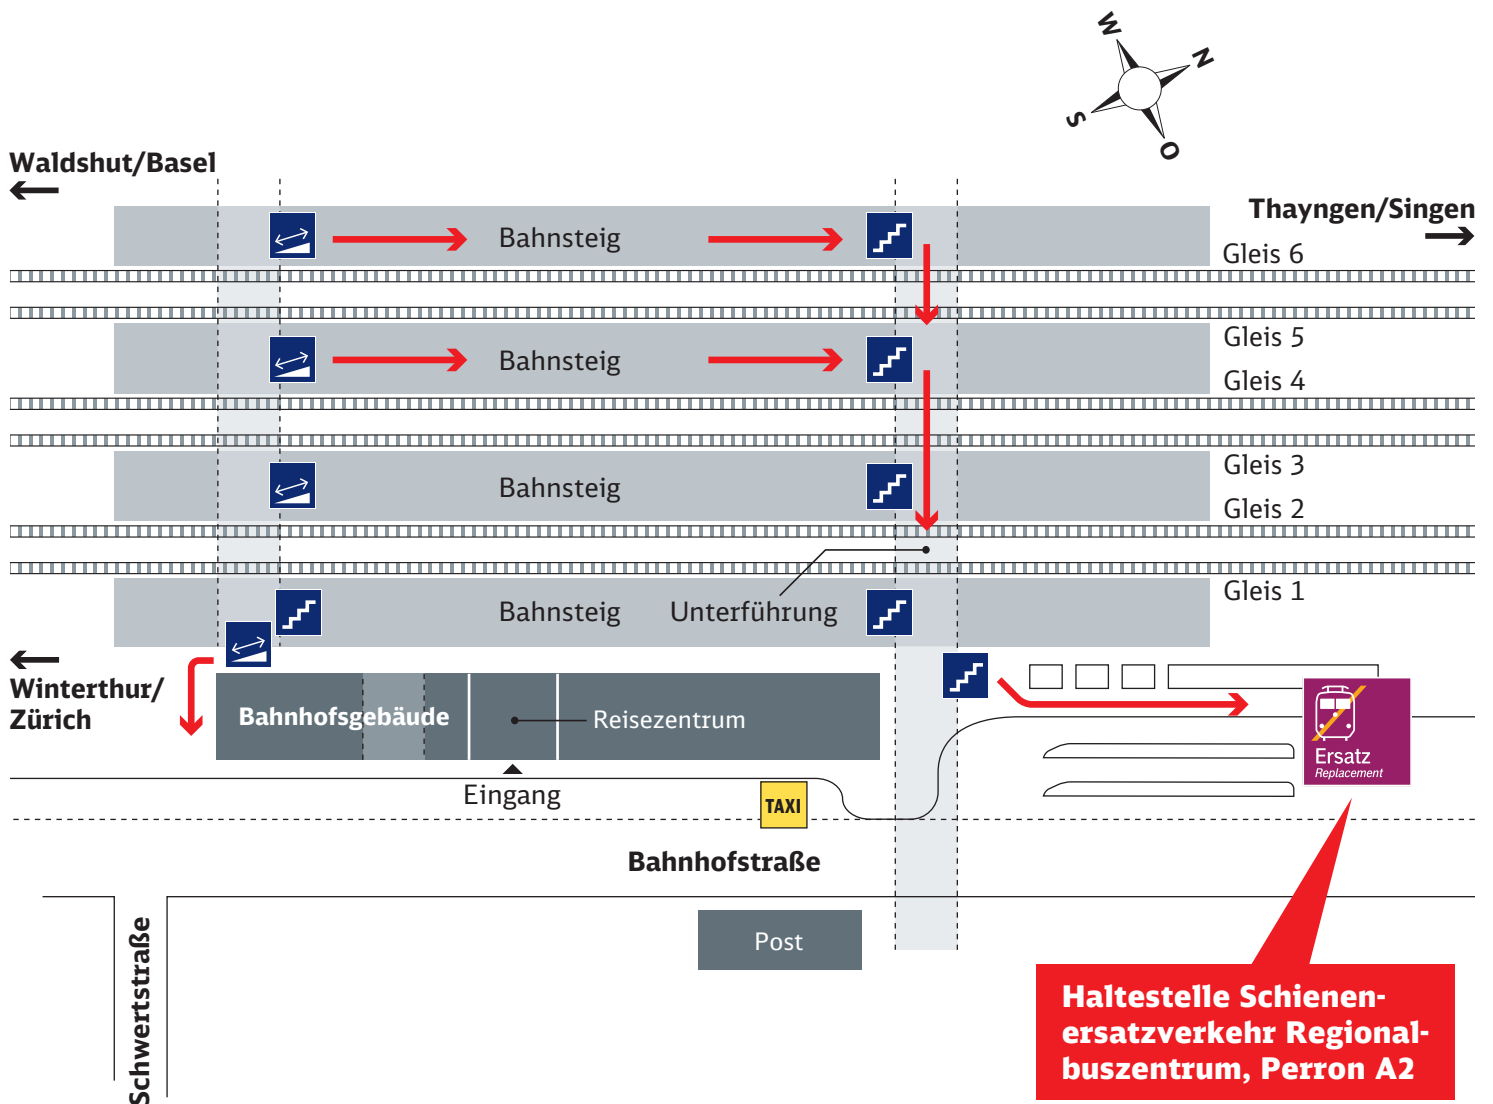 W
N
S
O
Waldshut/Basel
Thayngen/Singen
Bahnsteig
Gleis 6
Bahnsteig
Gleis 5
Gleis 4
Bahnsteig
Gleis 3
Gleis 2
Bahnsteig
Unterführung
Gleis 1
Winterthur/
Zürich
Bahnhofsgebäude
Reisezentrum
Ersatz
Replacement
Eingang
TAXI
Bahnhofstraße
Post
Schwertstraße
Haltestelle Schienen-
ersatzverkehr Regional-
buszentrum, Perron A2